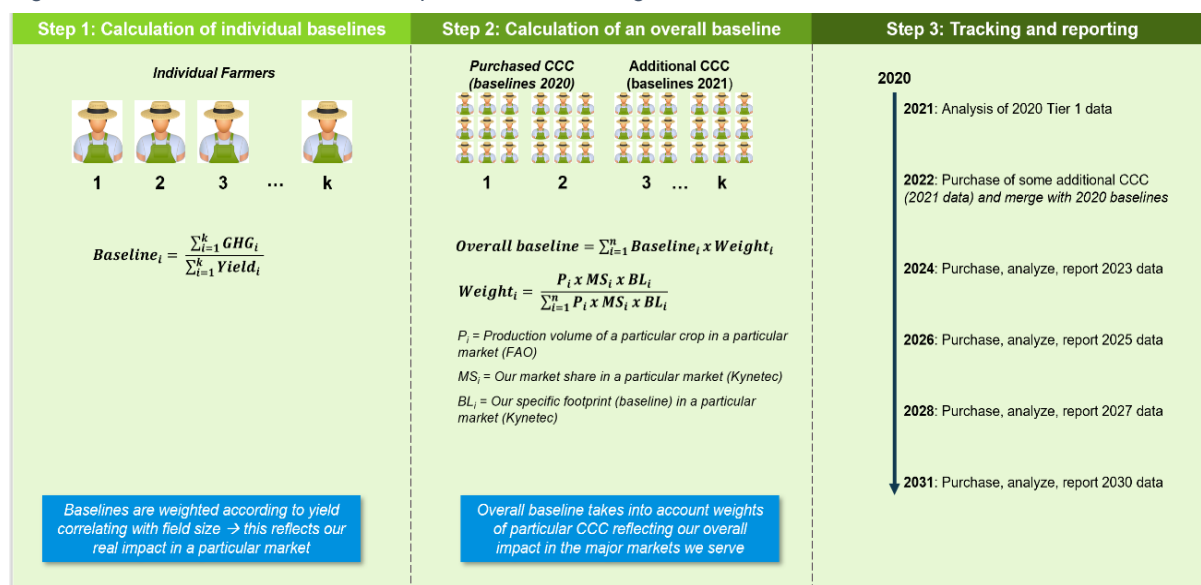 Step 1: Calculation of individual baselines
Individual Farmers
1 2 3 … k
Baseline_i = ∑_{i=1}^{k} GHG_i / ∑_{i=1}^{k} Yield_i
Baselines are weighted according to yield
correlating with field size → this reflects our
real impact in a particular market
Step 2: Calculation of an overall baseline
Purchased CCC
(baselines 2020)
Additional CCC
(baselines 2021)
1 2 3 … k
Overall baseline = ∑_{i=1}^{n} Baseline_i x Weight_i
Weight_i = P_i x MS_i x BL_i / ∑_{i=1}^{n} P_i x MS_i x BL_i
P_i = Production volume of a particular crop in a particular
market (FAO)
MS_i = Our market share in a particular market (Kynetec)
BL_i = Our specific footprint (baseline) in a particular
market (Kynetec)
Overall baseline takes into account weights
of particular CCC reflecting our overall
impact in the major markets we serve
Step 3: Tracking and reporting
2020
2021: Analysis of 2020 Tier 1 data
2022: Purchase of some additional CCC
(2021 data) and merge with 2020 baselines
2024: Purchase, analyze, report 2023 data
2026: Purchase, analyze, report 2025 data
2028: Purchase, analyze, report 2027 data
2031: Purchase, analyze, report 2030 data